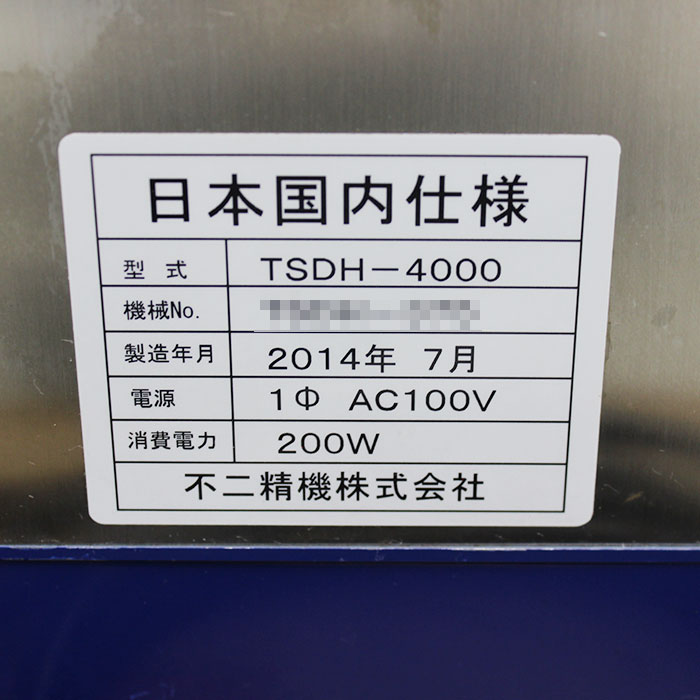 日本国内仕様
型式 TSDH-4000
機械No.
製造年月 2014年 7月
電源 1Φ AC100V
消費電力 200W
不二精機株式会社